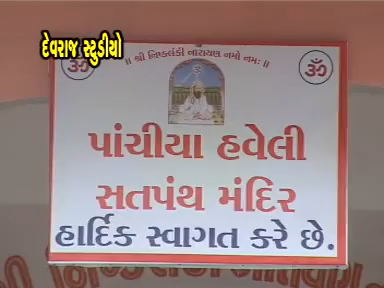 દેવરાજ સ્ટુડીયો
ॐ ॥ શ્રી નિષ્કલંકી નારાયણ નમો નમઃ ॥ ॐ
પાંચીયા હવેલી
સતપંથ મંદિર
હાર્દિક સ્વાગત કરે છે.